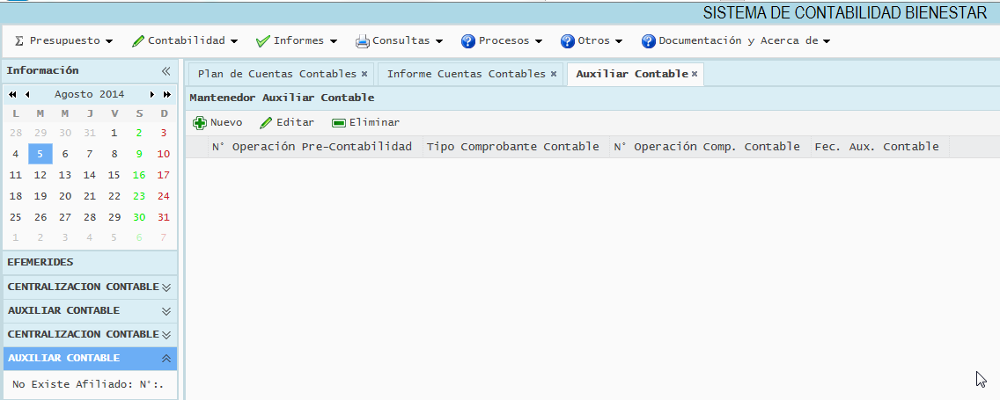 SISTEMA DE CONTABILIDAD BIENESTAR
Σ Presupuesto Contabilidad Informes Consultas Procesos Otros Documentación y Acerca de
Información
Agosto 2014
L M M J V S D
28 29 30 31 1 2 3
4 5 6 7 8 9 10
11 12 13 14 15 16 17
18 19 20 21 22 23 24
25 26 27 28 29 30 31
1 2 3 4 5 6 7
EFEMERIDES
CENTRALIZACION CONTABLE
AUXILIAR CONTABLE
CENTRALIZACION CONTABLE
AUXILIAR CONTABLE
No Existe Afiliado: N°:.
Plan de Cuentas Contables Informe Cuentas Contables Auxiliar Contable
Mantenedor Auxiliar Contable
Nuevo Editar Eliminar
N° Operación Pre-Contabilidad Tipo Comprobante Contable N° Operación Comp. Contable Fec. Aux. Contable